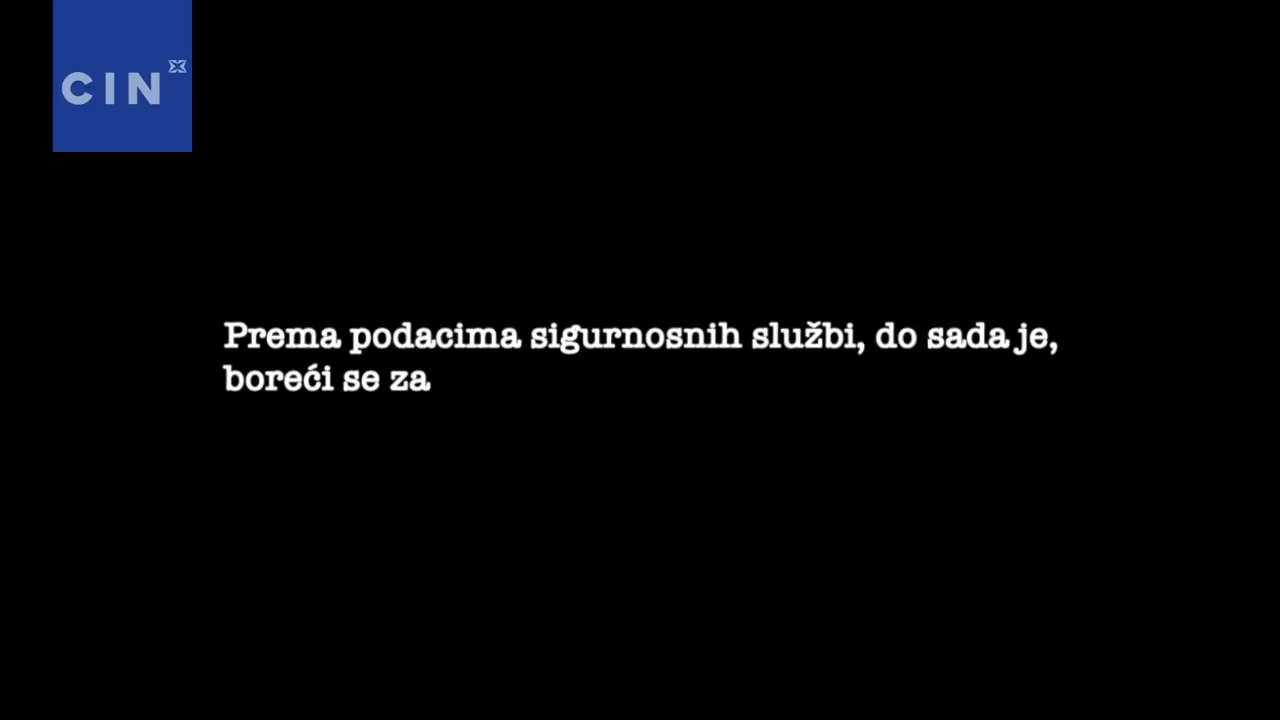 CIN
Prema podacima sigurnosnih službi, do sada je,
boreći se za